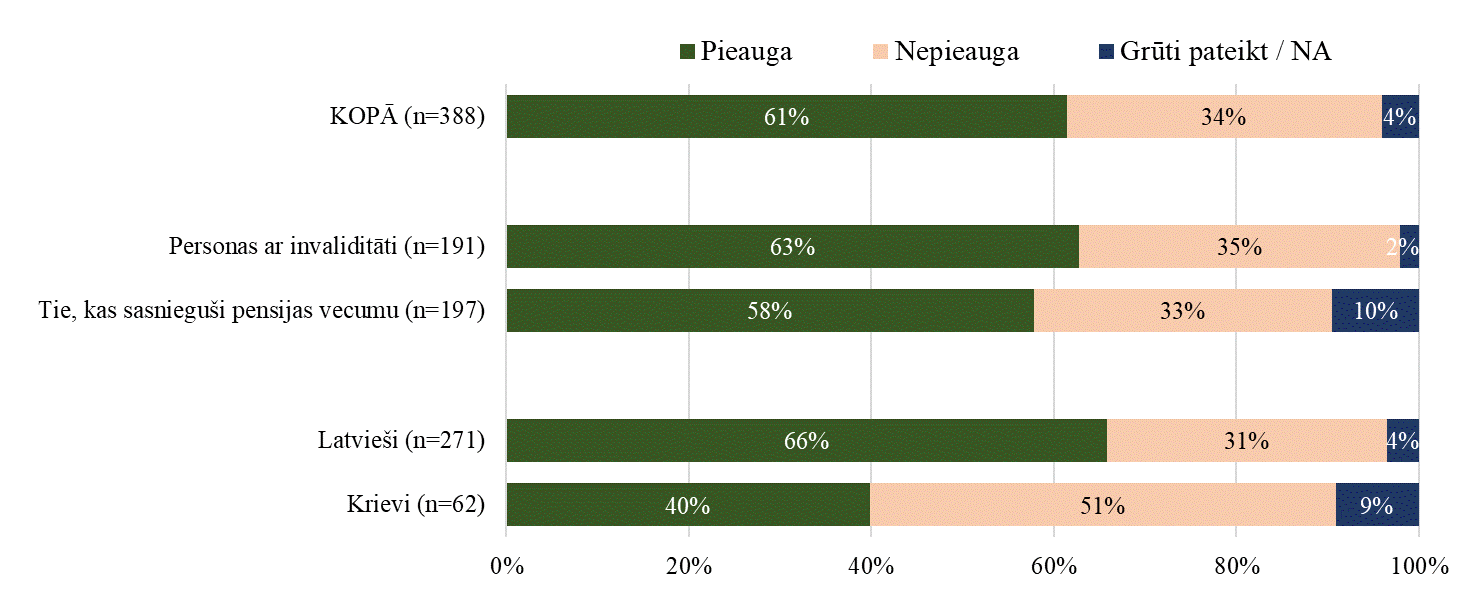 Pieauga Nepieauga Grūti pateikt / NA
KOPĀ (n=388) 61% 34% 4%
Personas ar invaliditāti (n=191) 63% 35% 2%
Tie, kas sasnieguši pensijas vecumu (n=197) 58% 33% 10%
Latvieši (n=271) 66% 31% 4%
Krievi (n=62) 40% 51% 9%
0% 20% 40% 60% 80% 100%